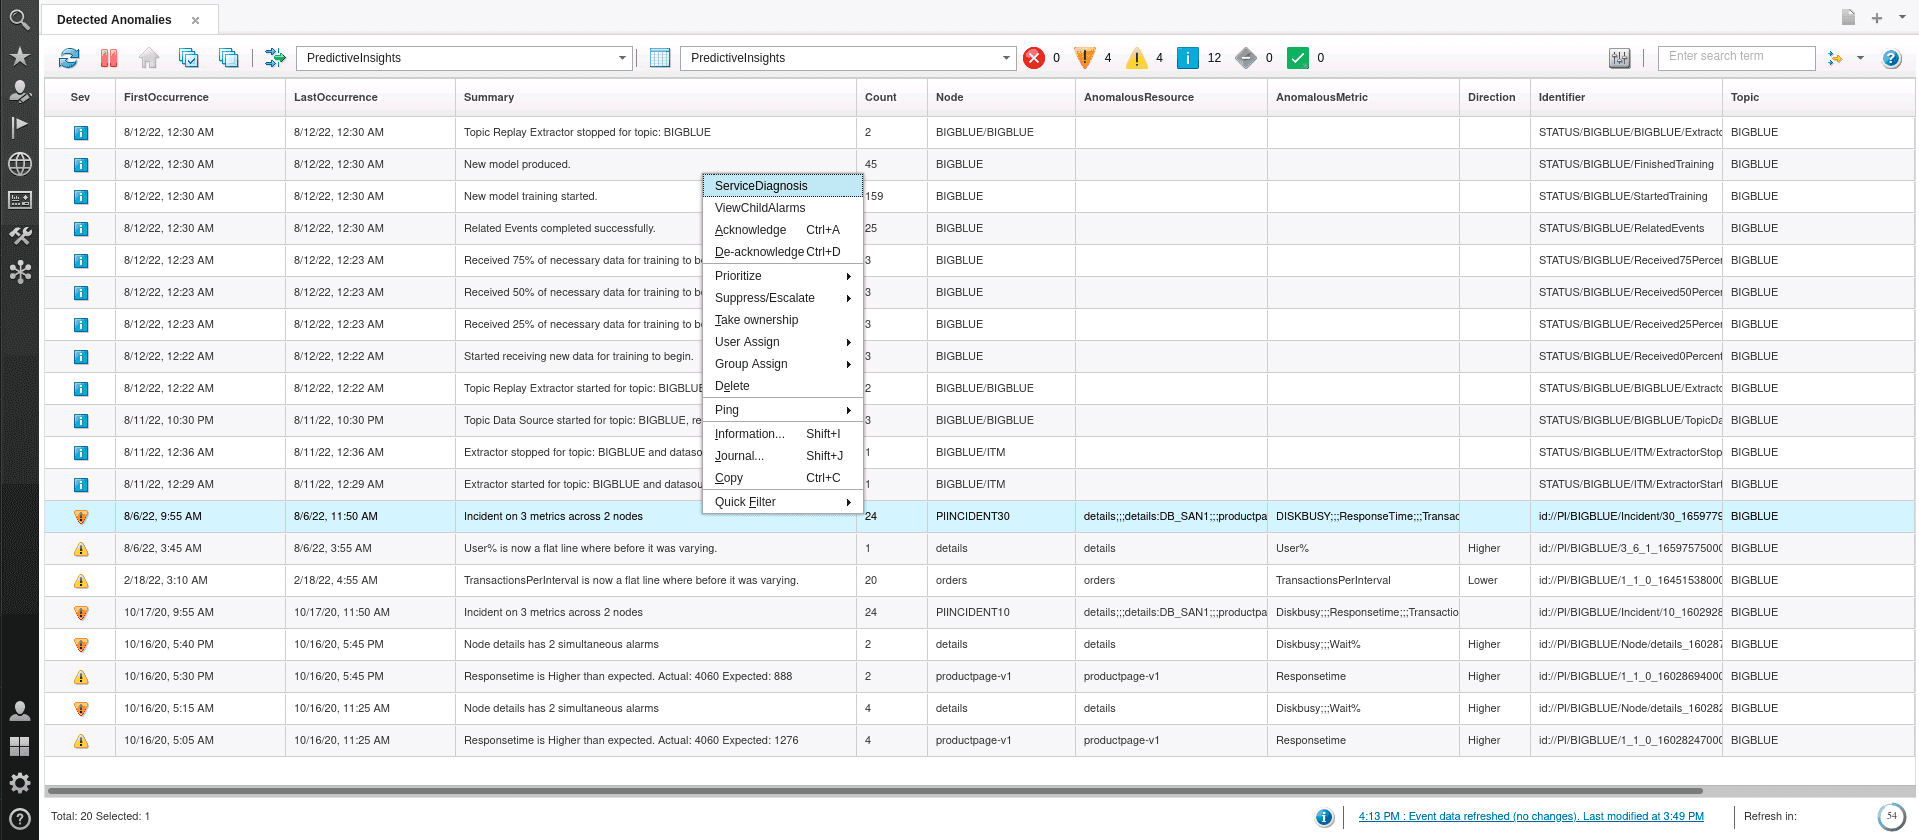 Detected Anomalies
PredictiveInsights PredictiveInsights 0 4 4 12 0 0 Enter search term
Sev FirstOccurrence LastOccurrence Summary Count Node AnomalousResource AnomalousMetric Direction Identifier Topic
8/12/22, 12:30 AM 8/12/22, 12:30 AM Topic Replay Extractor stopped for topic: BIGBLUE 2 BIGBLUE/BIGBLUE STATUS/BIGBLUE/BIGBLUE/Extracto BIGBLUE
8/12/22, 12:30 AM 8/12/22, 12:30 AM New model produced. 45 BIGBLUE STATUS/BIGBLUE/FinishedTraining BIGBLUE
8/12/22, 12:30 AM 8/12/22, 12:30 AM New model training started. 159 BIGBLUE STATUS/BIGBLUE/StartedTraining BIGBLUE
8/12/22, 12:30 AM 8/12/22, 12:30 AM Related Events completed successfully. 25 BIGBLUE STATUS/BIGBLUE/RelatedEvents BIGBLUE
8/12/22, 12:23 AM 8/12/22, 12:23 AM Received 75% of necessary data for training to be 3 BIGBLUE STATUS/BIGBLUE/Received75Percer BIGBLUE
8/12/22, 12:23 AM 8/12/22, 12:23 AM Received 50% of necessary data for training to be 3 BIGBLUE STATUS/BIGBLUE/Received50Percer BIGBLUE
8/12/22, 12:23 AM 8/12/22, 12:23 AM Received 25% of necessary data for training to be 3 BIGBLUE STATUS/BIGBLUE/Received25Percer BIGBLUE
8/12/22, 12:22 AM 8/12/22, 12:22 AM Started receiving new data for training to begin. 3 BIGBLUE STATUS/BIGBLUE/Received0Percent BIGBLUE
8/12/22, 12:22 AM 8/12/22, 12:22 AM Topic Replay Extractor started for topic: BIGBLUE 2 BIGBLUE/BIGBLUE STATUS/BIGBLUE/BIGBLUE/Extracto BIGBLUE
8/11/22, 10:30 PM 8/11/22, 10:30 PM Topic Data Source started for topic: BIGBLUE, re 3 BIGBLUE/BIGBLUE STATUS/BIGBLUE/BIGBLUE/TopicDa BIGBLUE
8/11/22, 12:36 AM 8/11/22, 12:36 AM Extractor stopped for topic: BIGBLUE and dataso 1 BIGBLUE/ITM STATUS/BIGBLUE/ITM/ExtractorStop BIGBLUE
8/11/22, 12:29 AM 8/11/22, 12:29 AM Extractor started for topic: BIGBLUE and datasou 1 BIGBLUE/ITM STATUS/BIGBLUE/ITM/ExtractorStart BIGBLUE
8/6/22, 9:55 AM 8/6/22, 11:50 AM Incident on 3 metrics across 2 nodes 24 PIINCIDENT30 details;;;details:DB_SAN1;;;productpa DISKBUSY;;;ResponseTime;;;Transac id://PI/BIGBLUE/Incident/30_1659779 BIGBLUE
8/6/22, 3:45 AM 8/6/22, 3:55 AM User% is now a flat line where before it was varying. 1 details details User% Higher id://PI/BIGBLUE/3_6_1_16597575000 BIGBLUE
2/18/22, 3:10 AM 2/18/22, 4:55 AM TransactionsPerInterval is now a flat line where before it was varying. 20 orders orders TransactionsPerInterval Lower id://PI/BIGBLUE/1_1_0_16451538000 BIGBLUE
10/17/20, 9:55 AM 10/17/20, 11:50 AM Incident on 3 metrics across 2 nodes 24 PIINCIDENT10 details;;;details:DB_SAN1;;;productpa Diskbusy;;;Responsetime;;;Transactio id://PI/BIGBLUE/Incident/10_1602928 BIGBLUE
10/16/20, 5:40 PM 10/16/20, 5:45 PM Node details has 2 simultaneous alarms 2 details details Diskbusy;;;Wait% Higher id://PI/BIGBLUE/Node/details_160287 BIGBLUE
10/16/20, 5:30 PM 10/16/20, 5:45 PM Responsetime is Higher than expected. Actual: 4060 Expected: 888 2 productpage-v1 productpage-v1 Responsetime Higher id://PI/BIGBLUE/1_1_0_16028694000 BIGBLUE
10/16/20, 5:15 AM 10/16/20, 11:25 AM Node details has 2 simultaneous alarms 4 details details Diskbusy;;;Wait% Higher id://PI/BIGBLUE/Node/details_160282 BIGBLUE
10/16/20, 5:05 AM 10/16/20, 11:25 AM Responsetime is Higher than expected. Actual: 4060 Expected: 1276 4 productpage-v1 productpage-v1 Responsetime Higher id://PI/BIGBLUE/1_1_0_16028247000 BIGBLUE
ServiceDiagnosis
ViewChildAlarms
Acknowledge Ctrl+A
De-acknowledge Ctrl+D
Prioritize
Suppress/Escalate
Take ownership
User Assign
Group Assign
Delete
Ping
Information... Shift+I
Journal... Shift+J
Copy Ctrl+C
Quick Filter
Total: 20 Selected: 1 4:13 PM : Event data refreshed (no changes). Last modified at 3:49 PM Refresh in: 54